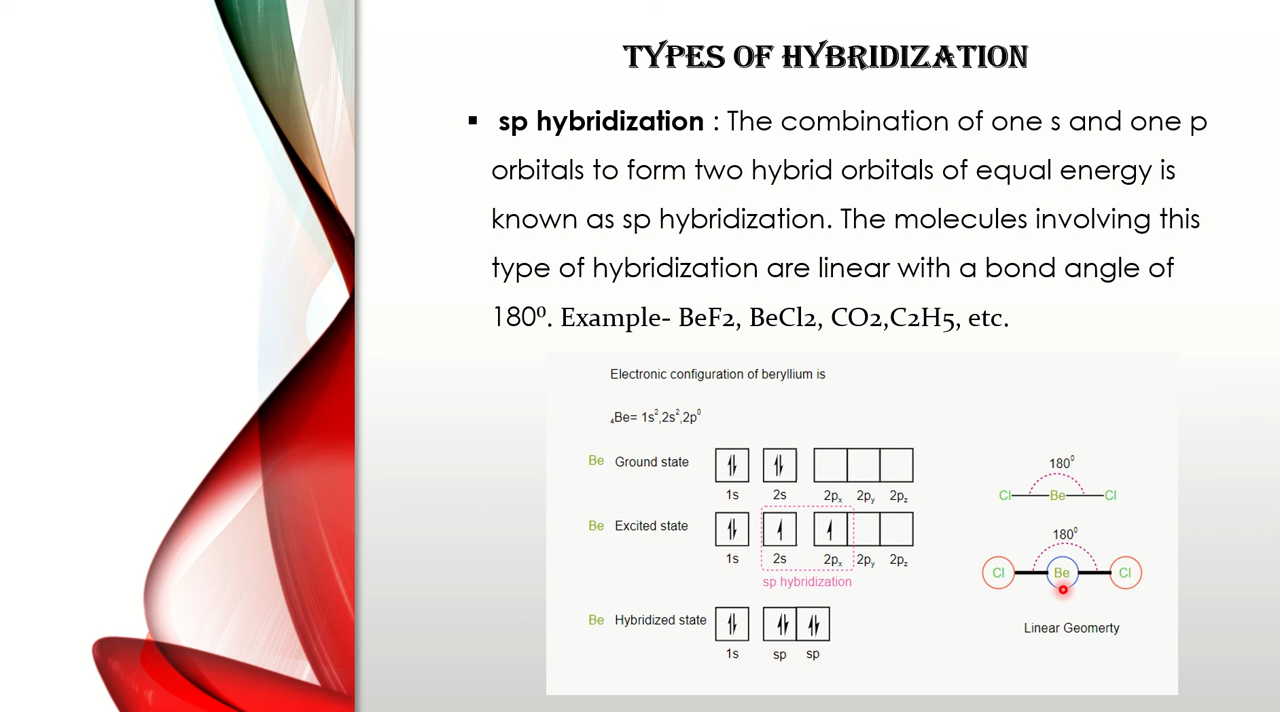 TYPES OF HYBRIDIZATION
▪ sp hybridization : The combination of one s and one p
orbitals to form two hybrid orbitals of equal energy is
known as sp hybridization. The molecules involving this
type of hybridization are linear with a bond angle of
180⁰. Example- BeF2, BeCl2, CO2,C2H5, etc.
Electronic configuration of beryllium is
₄Be= 1s²,2s²,2p⁰
Be Ground state
1s 2s 2pₓ 2pᵧ 2p_z
Be Excited state
1s 2s 2pₓ 2pᵧ 2p_z
sp hybridization
Be Hybridized state
1s sp sp
180⁰
Cl Be Cl
180⁰
Cl Be Cl
Linear Geomerty